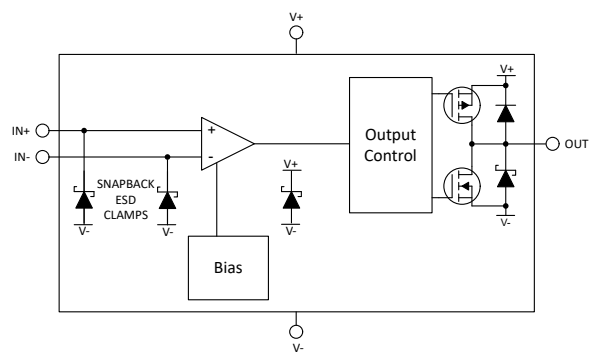 V+
IN+
IN-
+
-
SNAPBACK
ESD
CLAMPS
V-
V-
V+
V-
Bias
Output
Control
V+
V-
OUT
V-